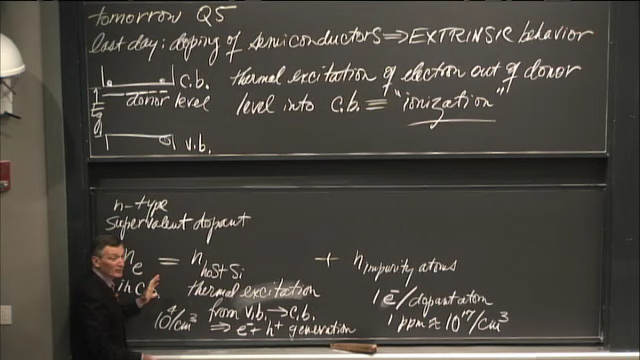 tomorrow Q5
last day: doping of semiconductors ⇒ EXTRINSIC behavior
c.b. thermal excitation of electron out of donor
Eg donor level level into c.b. ≡ "ionization"
v.b.
n-type
supervalent dopant
ne = n host Si + n impurity atoms
in c. thermal excitation 1 e⁻/dopant atom
from v.b. → c.b. 1 ppm ≈ 10¹⁷/cm³
/cm³ ⇒ e⁻ + h⁺ generation